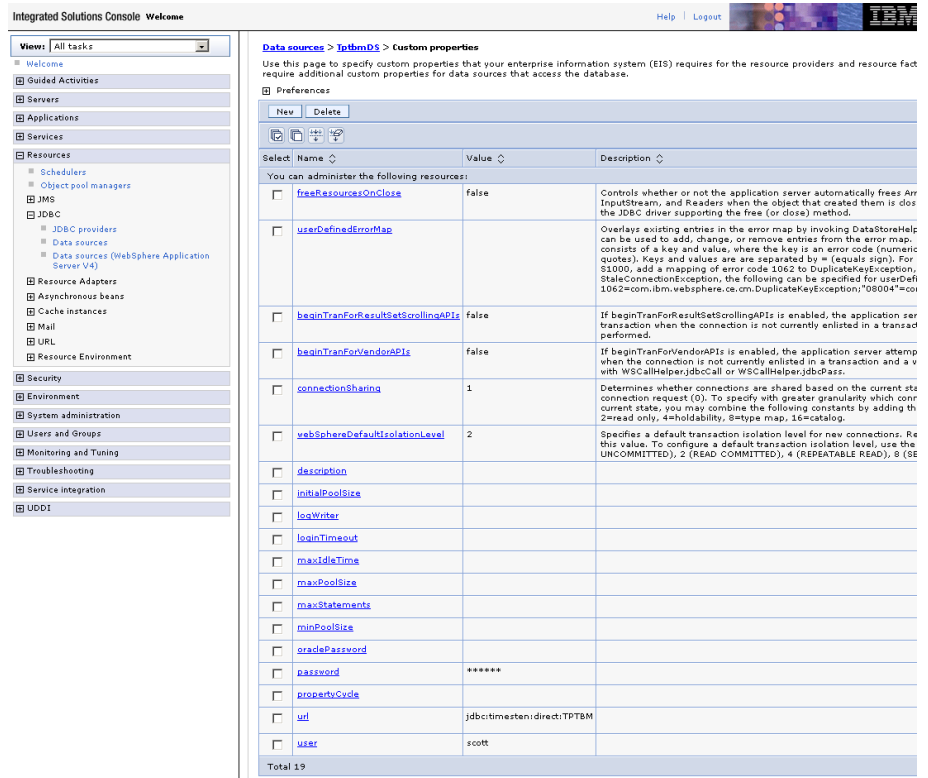 Integrated Solutions Console Welcome
Help | Logout
IBM
View: All tasks
Welcome
Guided Activities
Servers
Applications
Services
Resources
Schedulers
Object pool managers
JMS
JDBC
JDBC providers
Data sources
Data sources (WebSphere Application
Server V4)
Resource Adapters
Asynchronous beans
Cache instances
Mail
URL
Resource Environment
Security
Environment
System administration
Users and Groups
Monitoring and Tuning
Troubleshooting
Service integration
UDDI
Data sources > TptbmDS > Custom properties
Use this page to specify custom properties that your enterprise information system (EIS) requires for the resource providers and resource fact
require additional custom properties for data sources that access the database.
Preferences
New Delete
Select Name Value Description
You can administer the following resources:
freeResourcesOnClose false Controls whether or not the application server automatically frees Arr
InputStream, and Readers when the object that created them is clos
the JDBC driver supporting the free (or close) method.
userDefinedErrorMap Overlays existing entries in the error map by invoking DataStoreHelp
can be used to add, change, or remove entries from the error map.
consists of a key and value, where the key is an error code (numeric
quotes). Keys and values are are separated by = (equals sign). For
S1000, add a mapping of error code 1062 to DuplicateKeyException,
StaleConnectionException, the following can be specified for userDefi
1062=com.ibm.websphere.ce.cm.DuplicateKeyException;"08004"=co
beginTranForResultSetScrollingAPIs false If beginTranForResultSetScrollingAPIs is enabled, the application ser
transaction when the connection is not currently enlisted in a transact
performed.
beginTranForVendorAPIs false If beginTranForVendorAPIs is enabled, the application server attemp
when the connection is not currently enlisted in a transaction and a v
with WSCallHelper.jdbcCall or WSCallHelper.jdbcPass.
connectionSharing 1 Determines whether connections are shared based on the current sta
connection request (0). To specify with greater granularity which conn
current state, you may combine the following constants by adding th
2=read only, 4=holdability, 8=type map, 16=catalog.
webSphereDefaultIsolationLevel 2 Specifies a default transaction isolation level for new connections. Re
this value. To configure a default transaction isolation level, use the
UNCOMMITTED), 2 (READ COMMITTED), 4 (REPEATABLE READ), 8 (SE
description
initialPoolSize
logWriter
loginTimeout
maxIdleTime
maxPoolSize
maxStatements
minPoolSize
oraclePassword
password ******
propertyCycle
url jdbc:timesten:direct:TPTBM
user scott
Total 19